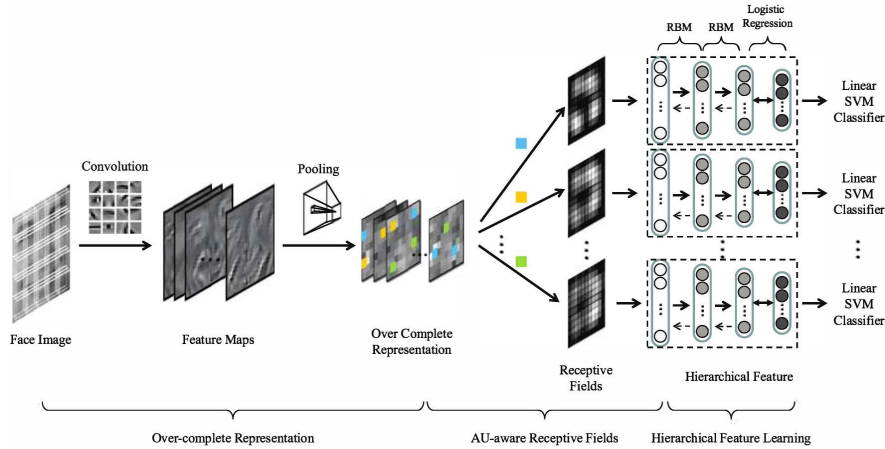 Logistic
Regression
RBM
RBM
Linear
SVM
Classifier
Convolution
Pooling
Linear
SVM
Classifier
Linear
SVM
Classifier
Face Image
Feature Maps
Over Complete
Representation
Receptive
Fields
Hierarchical Feature
Over-complete Representation
AU-aware Receptive Fields
Hierarchical Feature Learning